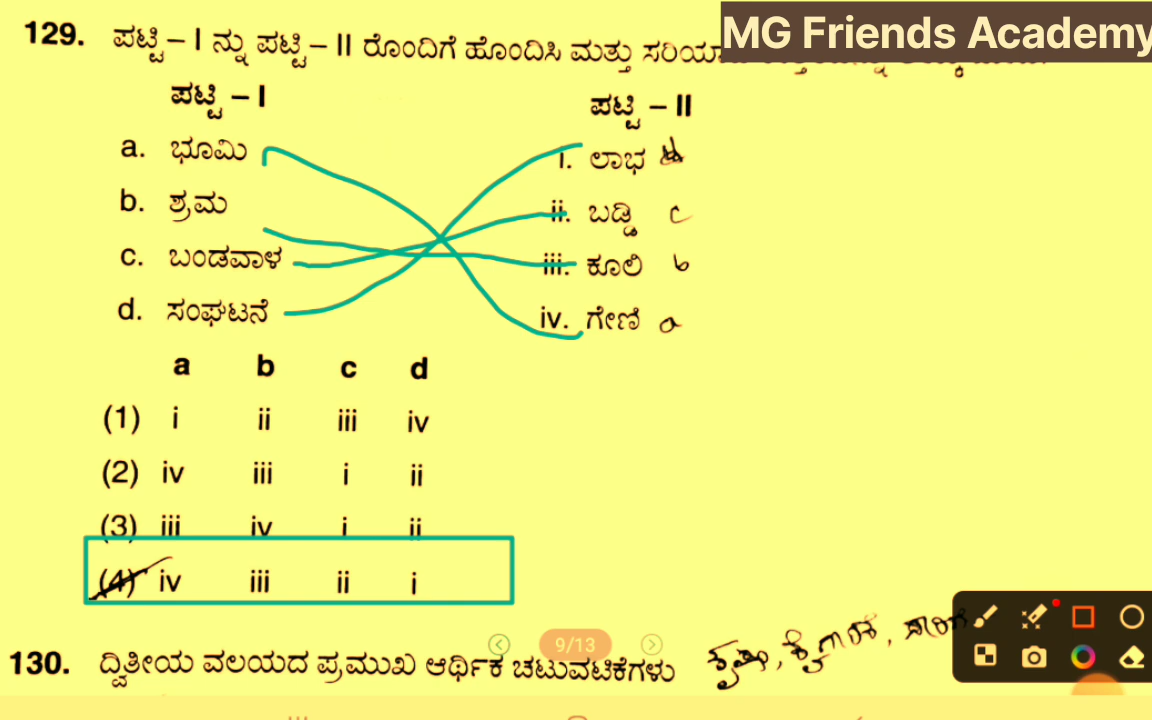 MG Friends Academy
129. ಪಟ್ಟಿ – I ನ್ನು ಪಟ್ಟಿ – II ರೊಂದಿಗೆ ಹೊಂದಿಸಿ ಮತ್ತು
ಪಟ್ಟಿ – I ಪಟ್ಟಿ – II
a. ಭೂಮಿ i. ಲಾಭ
b. ಶ್ರಮ ii. ಬಡ್ಡಿ c
c. ಬಂಡವಾಳ iii. ಕೂಲಿ b
d. ಸಂಘಟನೆ iv. ಗೇಣಿ a
a b c d
(1) i ii iii iv
(2) iv iii i ii
(3) iii iv i ii
(4) iv iii ii i
9/13
130. ದ್ವಿತೀಯ ವಲಯದ ಪ್ರಮುಖ ಆರ್ಥಿಕ ಚಟುವಟಿಕೆಗಳು